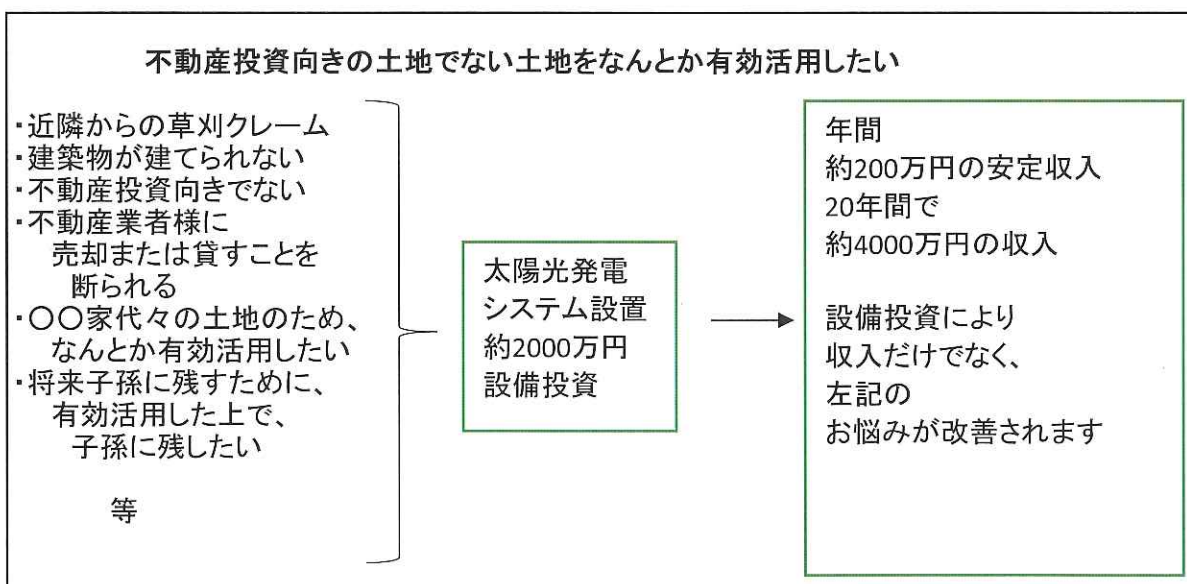 不動産投資向きの土地でない土地をなんとか有効活用したい
・近隣からの草刈クレーム
・建築物が建てられない
・不動産投資向きでない
・不動産業者様に
売却または貸すことを
断られる
・〇〇家代々の土地のため、
なんとか有効活用したい
・将来子孫に残すために、
有効活用した上で、
子孫に残したい
等
太陽光発電
システム設置
約2000万円
設備投資
年間
約200万円の安定収入
20年間で
約4000万円の収入
設備投資により
収入だけでなく、
左記の
お悩みが改善されます